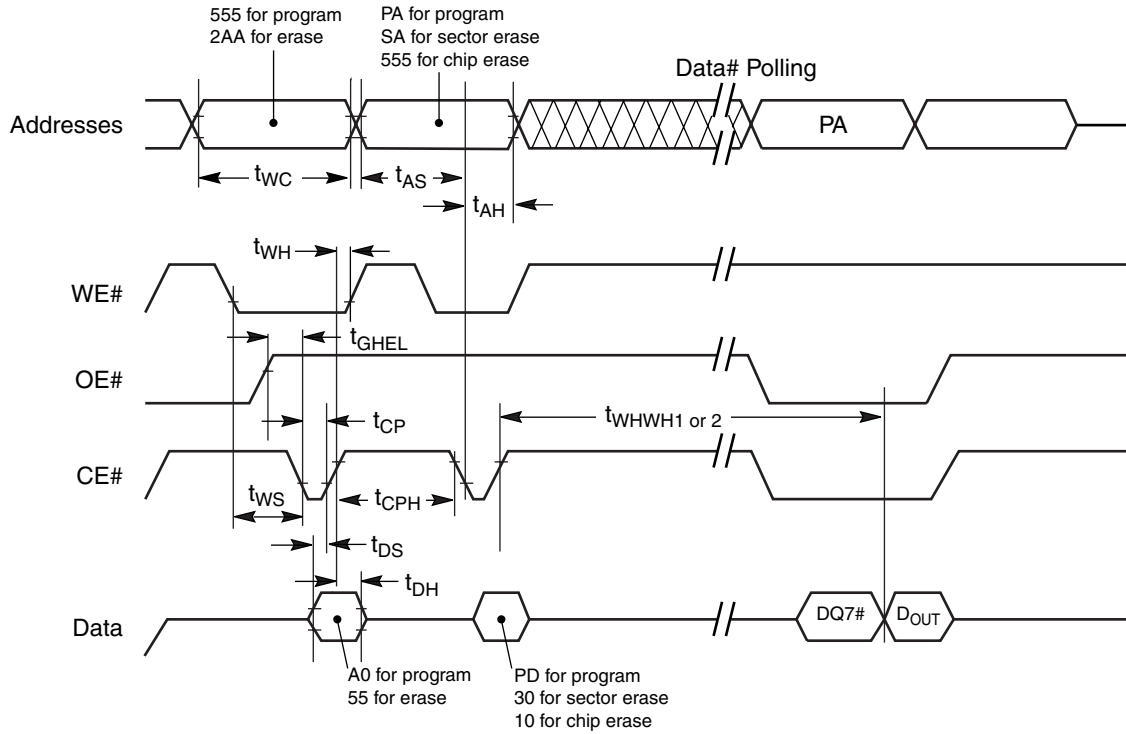 555 for program
2AA for erase
PA for program
SA for sector erase
555 for chip erase
Data# Polling
Addresses
PA
tWC
tAS
tAH
tWH
WE#
tGHEL
OE#
tCP
tWHWH1 or 2
CE#
tWS
tCPH
tDS
tDH
Data
DQ7#
DOUT
A0 for program
55 for erase
PD for program
30 for sector erase
10 for chip erase